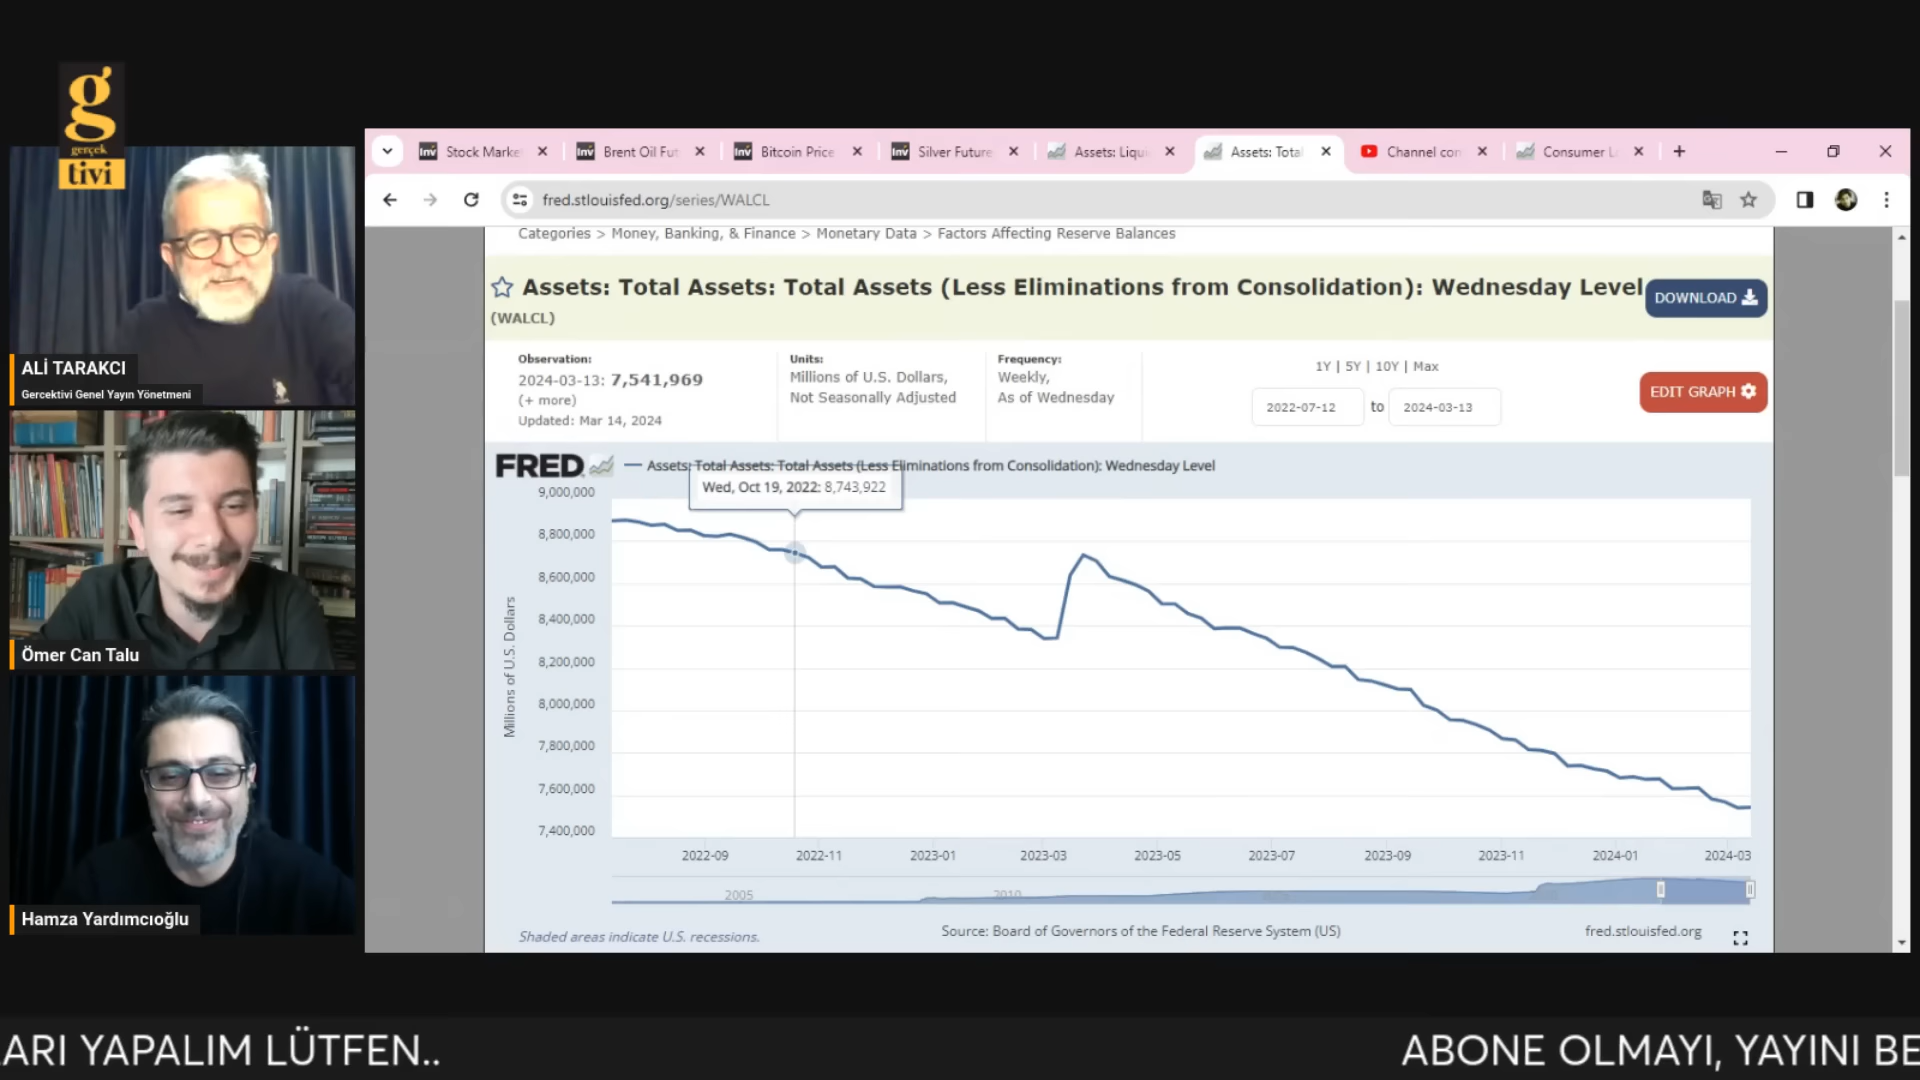 g
gerçek
tivi
ALİ TARAKCI
Gercektivi Genel Yayın Yönetmeni
Ömer Can Talu
Hamza Yardımcıoğlu
Inv Stock Marke
Inv Brent Oil Fut
Inv Bitcoin Price
Inv Silver Future
Assets: Liqu
Assets: Total
Channel con
Consumer L
fred.stlouisfed.org/series/WALCL
Categories > Money, Banking, & Finance > Monetary Data > Factors Affecting Reserve Balances
Assets: Total Assets: Total Assets (Less Eliminations from Consolidation): Wednesday Level
(WALCL)
DOWNLOAD
Observation:
2024-03-13: 7,541,969
(+ more)
Updated: Mar 14, 2024
Units:
Millions of U.S. Dollars,
Not Seasonally Adjusted
Frequency:
Weekly,
As of Wednesday
1Y | 5Y | 10Y | Max
2022-07-12 to 2024-03-13
EDIT GRAPH
FRED
Assets: Total Assets: Total Assets (Less Eliminations from Consolidation): Wednesday Level
Wed, Oct 19, 2022: 8,743,922
Millions of U.S. Dollars
9,000,000
8,800,000
8,600,000
8,400,000
8,200,000
8,000,000
7,800,000
7,600,000
7,400,000
2022-09 2022-11 2023-01 2023-03 2023-05 2023-07 2023-09 2023-11 2024-01 2024-03
2005 2010
Shaded areas indicate U.S. recessions.
Source: Board of Governors of the Federal Reserve System (US)
fred.stlouisfed.org
ARI YAPALIM LÜTFEN..
ABONE OLMAYI, YAYINI BE